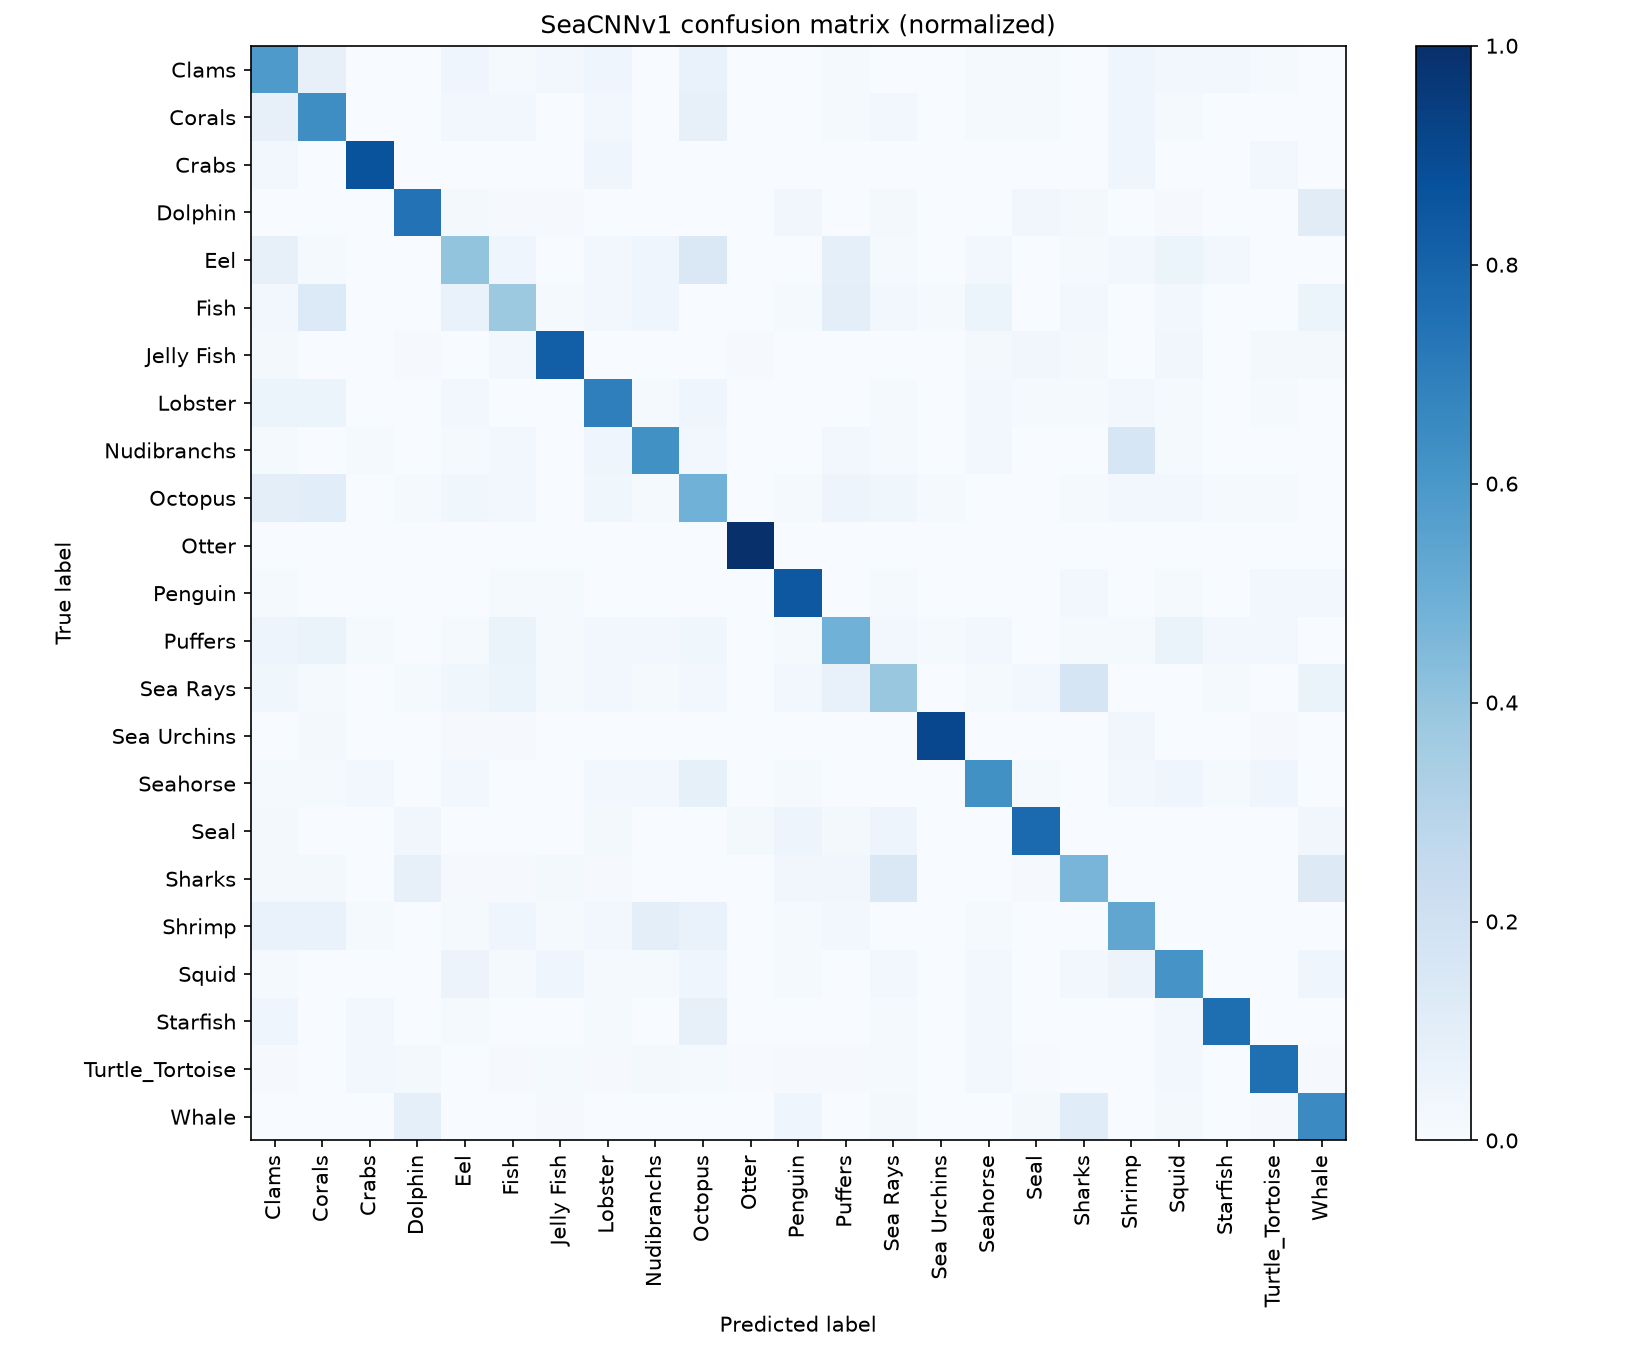 SeaCNNv1 confusion matrix (normalized)
True label
Clams
Corals
Crabs
Dolphin
Eel
Fish
Jelly Fish
Lobster
Nudibranchs
Octopus
Otter
Penguin
Puffers
Sea Rays
Sea Urchins
Seahorse
Seal
Sharks
Shrimp
Squid
Starfish
Turtle_Tortoise
Whale
Clams
Corals
Crabs
Dolphin
Eel
Fish
Jelly Fish
Lobster
Nudibranchs
Octopus
Otter
Penguin
Puffers
Sea Rays
Sea Urchins
Seahorse
Seal
Sharks
Shrimp
Squid
Starfish
Turtle_Tortoise
Whale
Predicted label
1.0
0.8
0.6
0.4
0.2
0.0